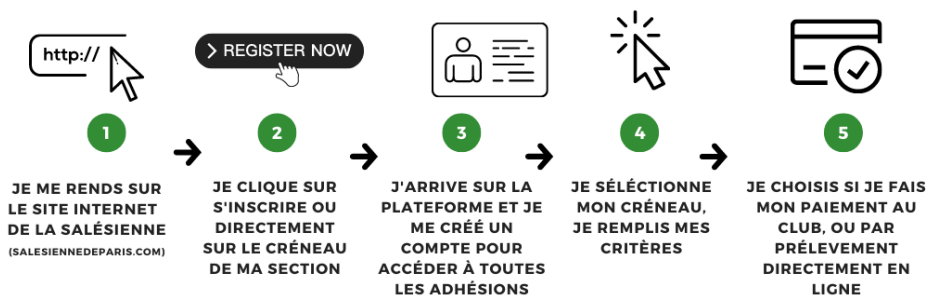 http://
> REGISTER NOW
1
JE ME RENDS SUR
LE SITE INTERNET
DE LA SALÉSIENNE
(SALESIENNEDEPARIS.COM)
2
JE CLIQUE SUR
S'INSCRIRE OU
DIRECTEMENT
SUR LE CRÉNEAU
DE MA SECTION
3
J'ARRIVE SUR LA
PLATEFORME ET JE
ME CRÉÉ UN
COMPTE POUR
ACCÉDER À TOUTES
LES ADHÉSIONS
4
JE SÉLÉCTIONNE
MON CRÉNEAU,
JE REMPLIS MES
CRITÈRES
5
JE CHOISIS SI JE FAIS
MON PAIEMENT AU
CLUB, OU PAR
PRÉLEVEMENT
DIRECTEMENT EN
LIGNE